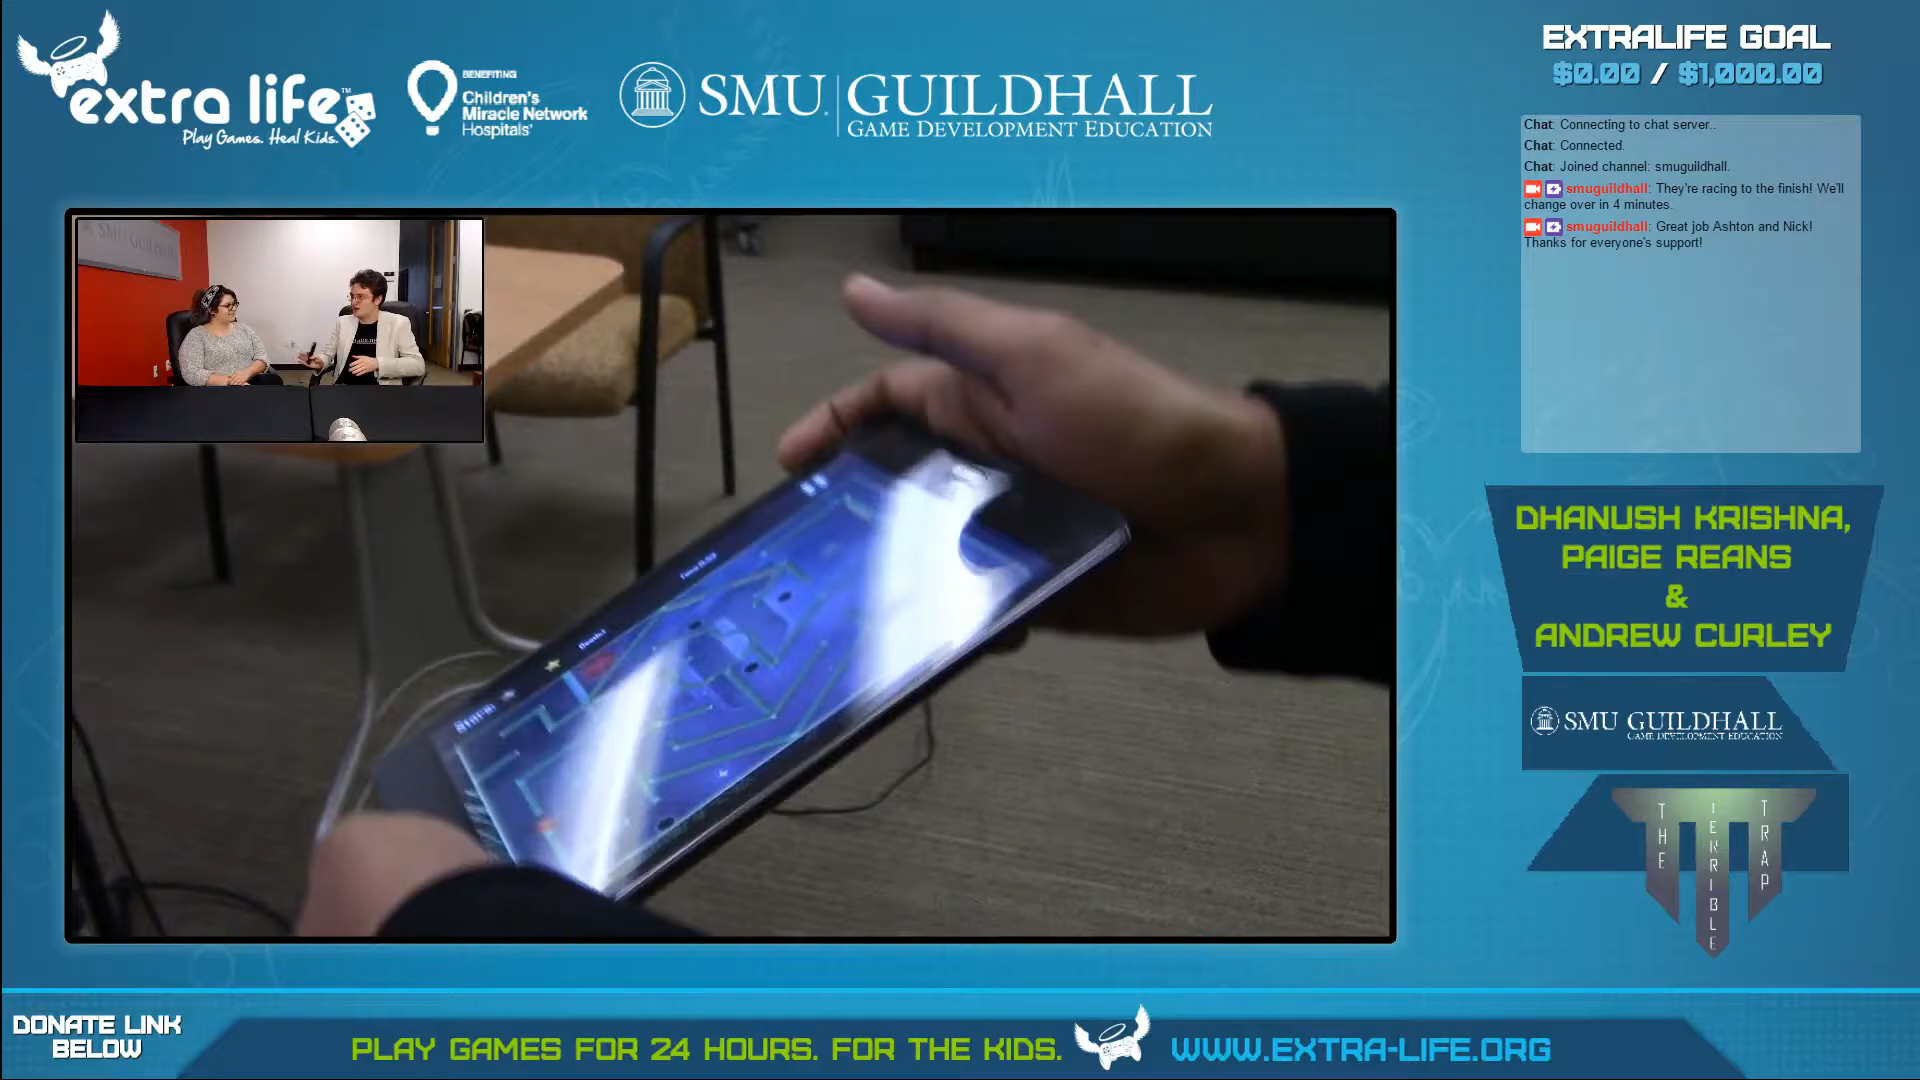 extra life™
Play Games. Heal Kids.
BENEFITING
Children's
Miracle Network
Hospitals®
SMU. GUILDHALL
GAME DEVELOPMENT EDUCATION
EXTRALIFE GOAL
$0.00 / $1,000.00
Chat: Connecting to chat server..
Chat: Connected.
Chat: Joined channel: smuguildhall.
smuguildhall: They're racing to the finish! We'll
change over in 4 minutes.
smuguildhall: Great job Ashton and Nick!
Thanks for everyone's support!
SMU GUILDHALL
DHANUSH KRISHNA,
PAIGE REANS
&
ANDREW CURLEY
SMU GUILDHALL
GAME DEVELOPMENT EDUCATION
THE
TERRIBLE
TRAP
DONATE LINK
BELOW
PLAY GAMES FOR 24 HOURS. FOR THE KIDS.
WWW.EXTRA-LIFE.ORG